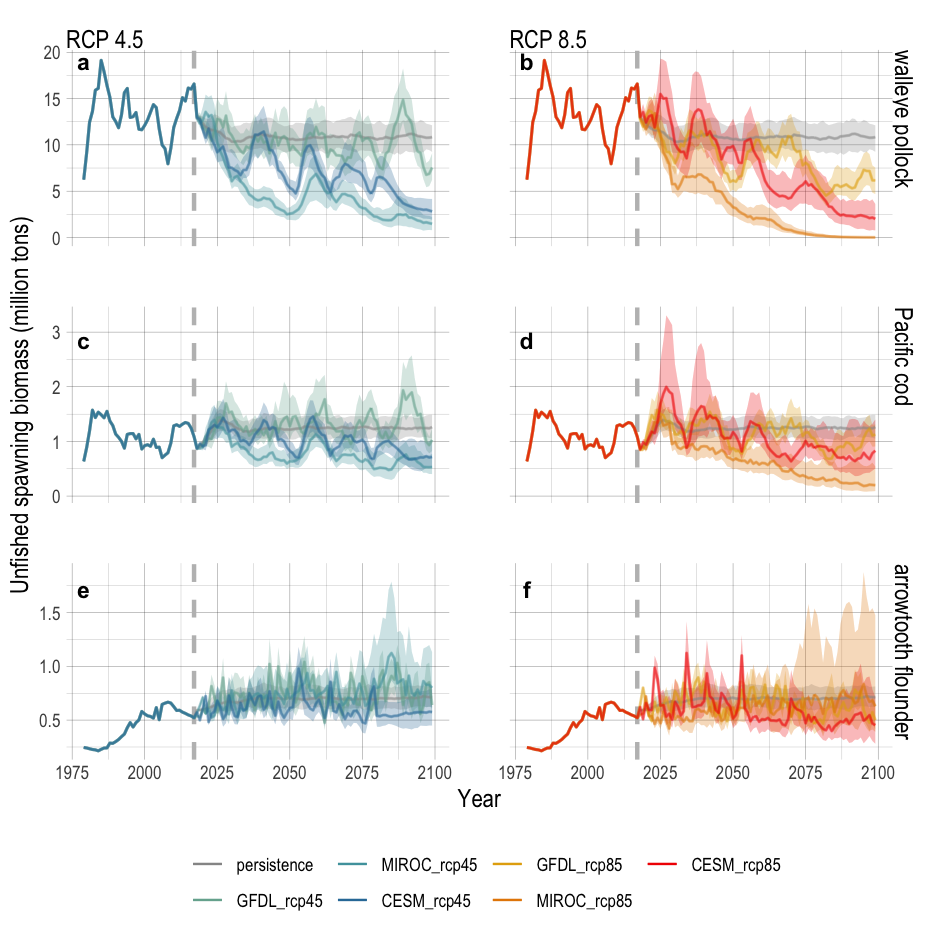 RCP 4.5
RCP 8.5
a
b
20
15
10
5
0
walleye pollock
c
d
3
2
1
0
Pacific cod
Unfished spawning biomass (million tons)
e
f
1.5
1.0
0.5
arrowtooth flounder
1975 2000 2025 2050 2075 2100
1975 2000 2025 2050 2075 2100
Year
persistence MIROC_rcp45 GFDL_rcp85 CESM_rcp85
GFDL_rcp45 CESM_rcp45 MIROC_rcp85